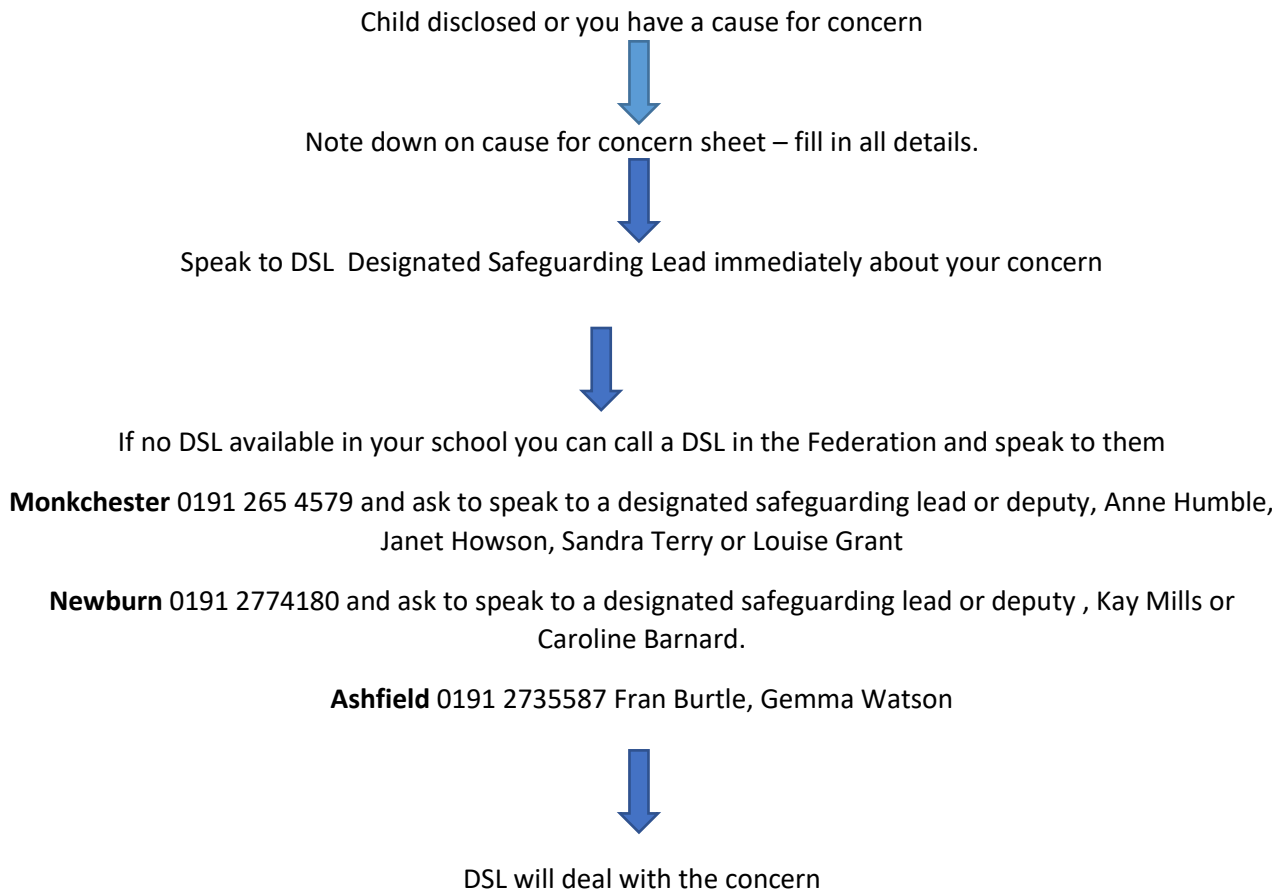 Child disclosed or you have a cause for concern
Note down on cause for concern sheet – fill in all details.
Speak to DSL  Designated Safeguarding Lead immediately about your concern
If no DSL available in your school you can call a DSL in the Federation and speak to them
Monkchester 0191 265 4579 and ask to speak to a designated safeguarding lead or deputy, Anne Humble,
Janet Howson, Sandra Terry or Louise Grant
Newburn 0191 2774180 and ask to speak to a designated safeguarding lead or deputy , Kay Mills or
Caroline Barnard.
Ashfield 0191 2735587 Fran Burtle, Gemma Watson
DSL will deal with the concern